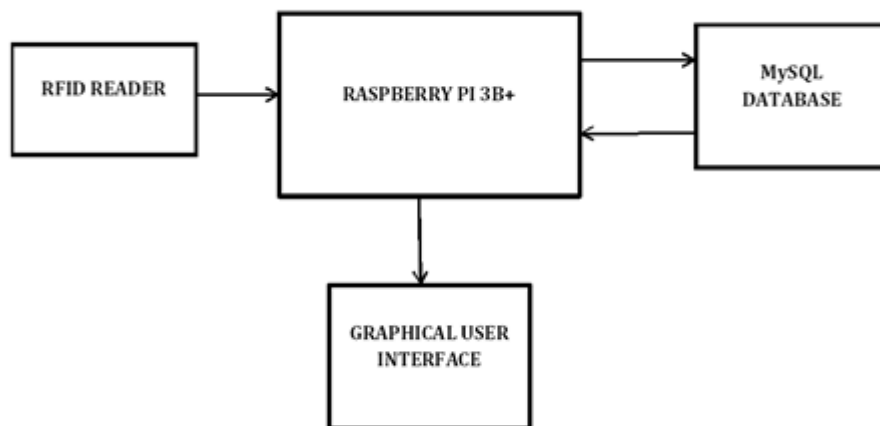 RFID READER
RASPBERRY PI 3B+
MySQL
DATABASE
GRAPHICAL USER
INTERFACE